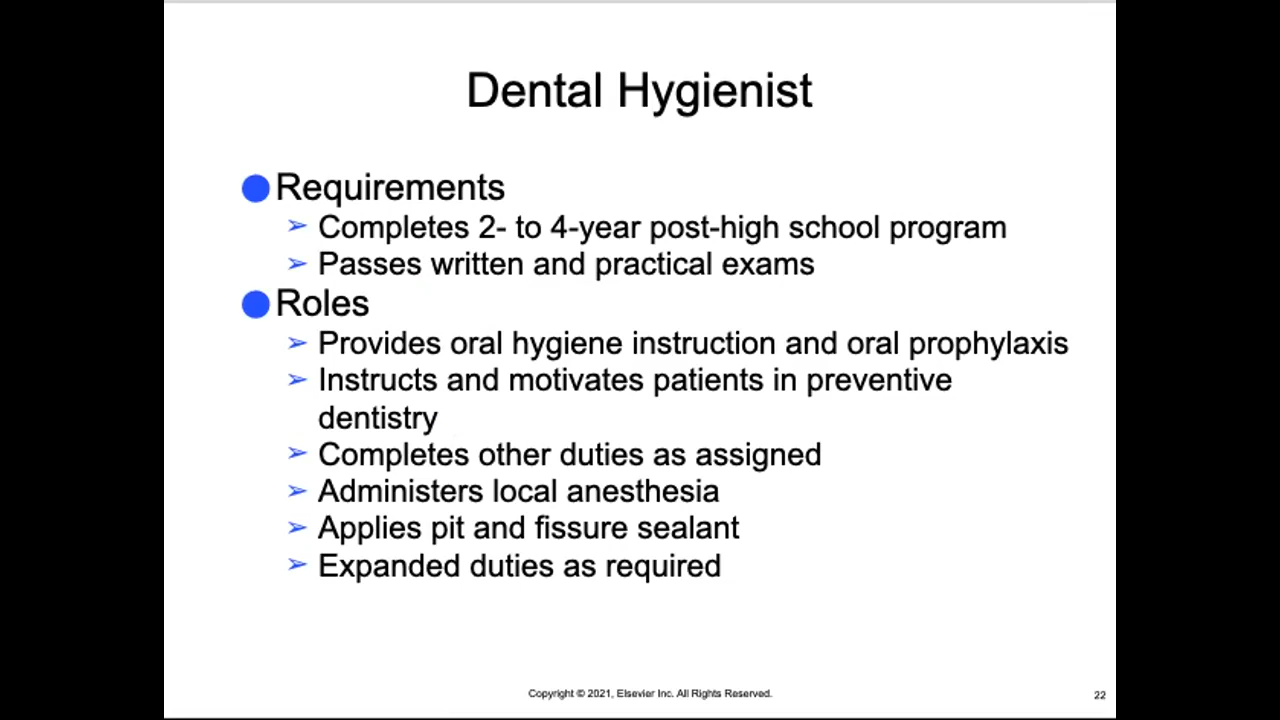 Dental Hygienist
Requirements
➢ Completes 2- to 4-year post-high school program
➢ Passes written and practical exams
Roles
➢ Provides oral hygiene instruction and oral prophylaxis
➢ Instructs and motivates patients in preventive
dentistry
➢ Completes other duties as assigned
➢ Administers local anesthesia
➢ Applies pit and fissure sealant
➢ Expanded duties as required
Copyright © 2021, Elsevier Inc. All Rights Reserved.
22